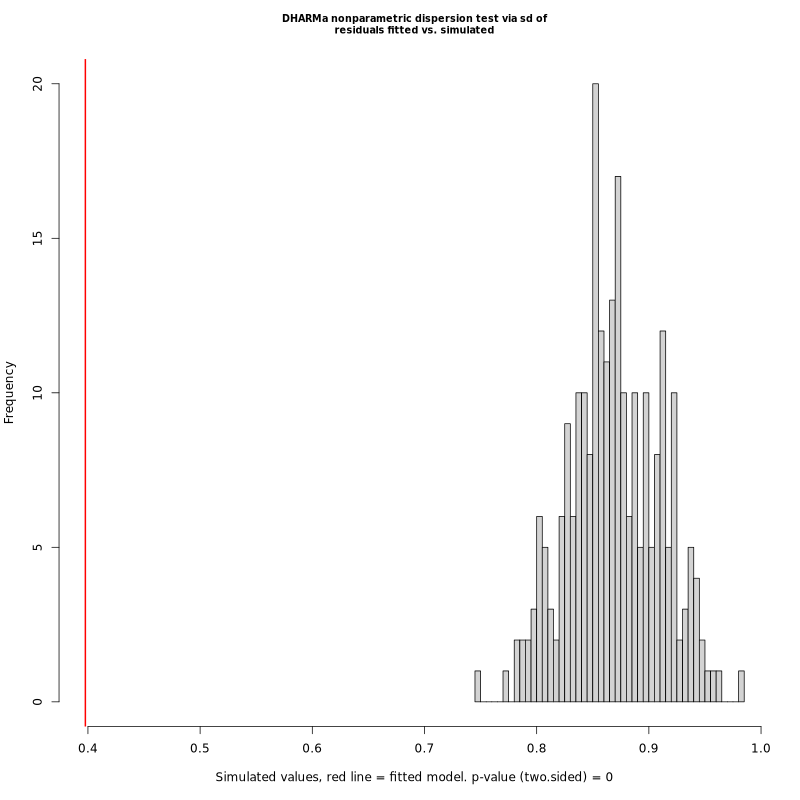 DHARMa nonparametric dispersion test via sd of
residuals fitted vs. simulated
Frequency
20
15
10
5
0
0.4 0.5 0.6 0.7 0.8 0.9 1.0
Simulated values, red line = fitted model. p-value (two.sided) = 0